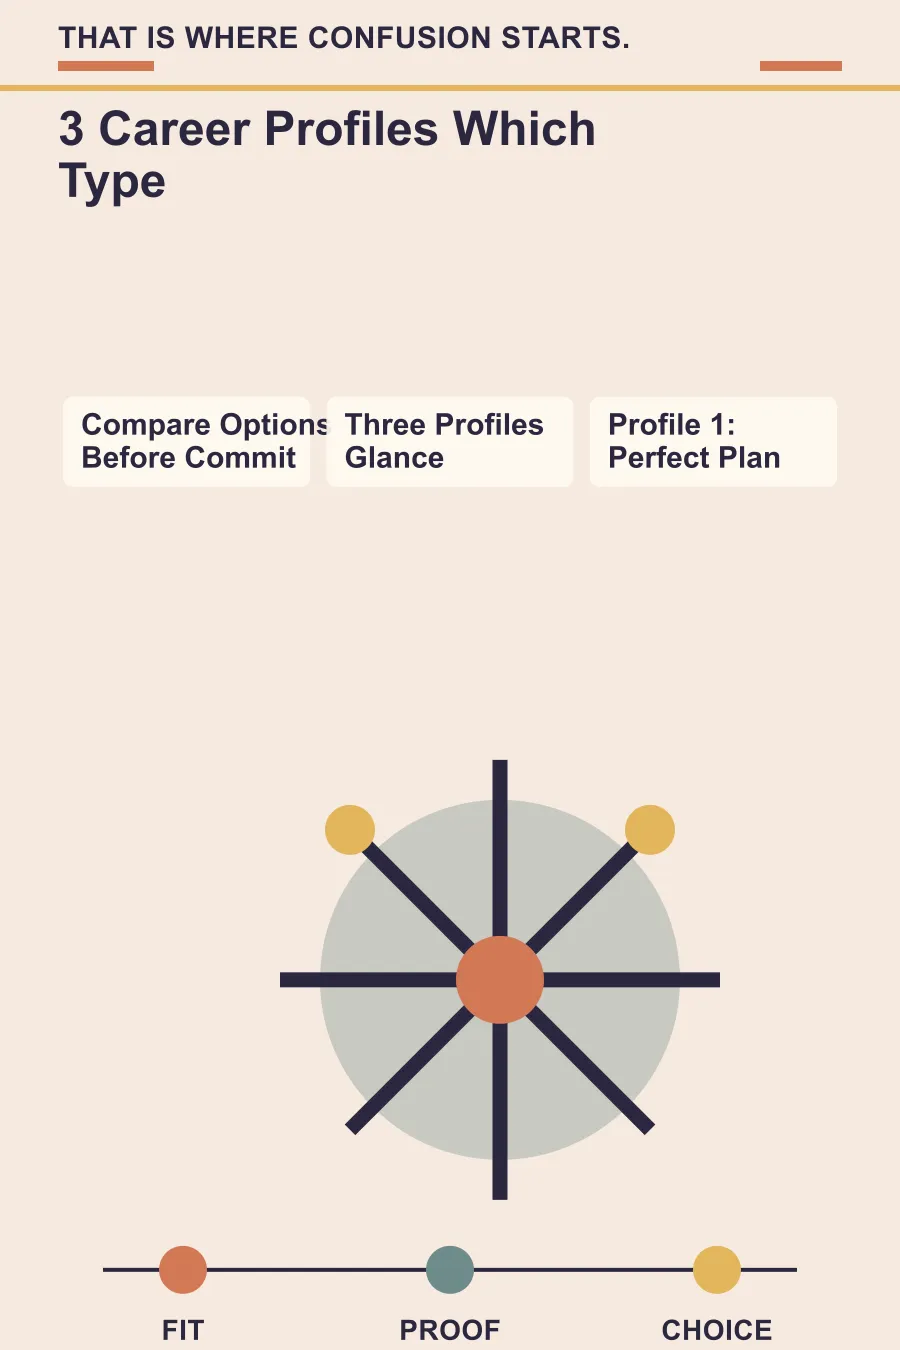 THAT IS WHERE CONFUSION STARTS.
3 Career Profiles Which
Type
Compare Options
Before Commit
Three Profiles
Glance
Profile 1:
Perfect Plan
FIT
PROOF
CHOICE